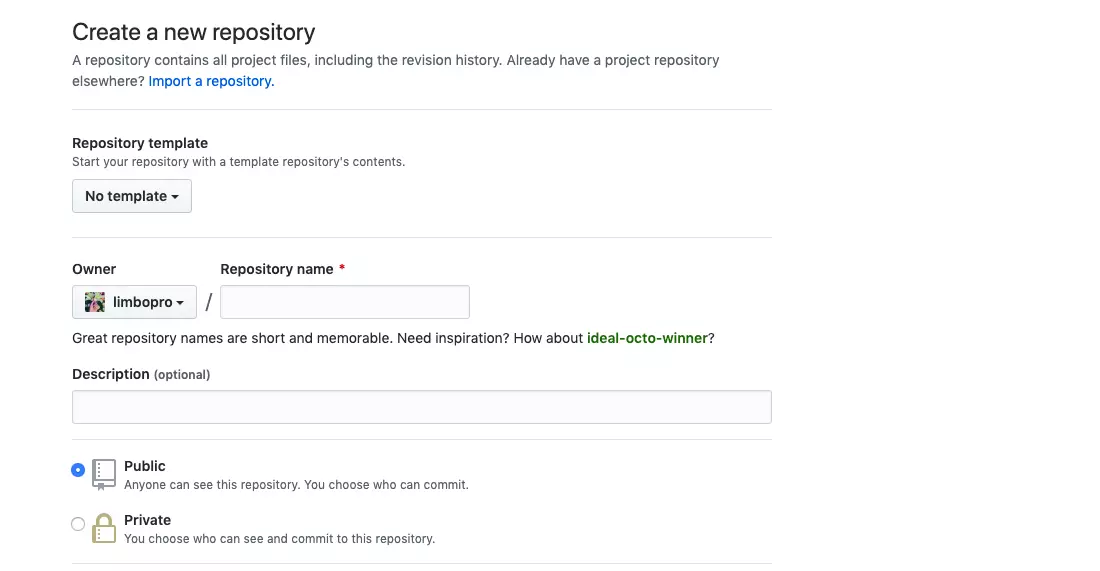 Create a new repository
A repository contains all project files, including the revision history. Already have a project repository
elsewhere? Import a repository.
Repository template
Start your repository with a template repository's contents.
No template
Owner
Repository name *
limbopro
/
Great repository names are short and memorable. Need inspiration? How about ideal-octo-winner?
Description (optional)
Public
Anyone can see this repository. You choose who can commit.
Private
You choose who can see and commit to this repository.